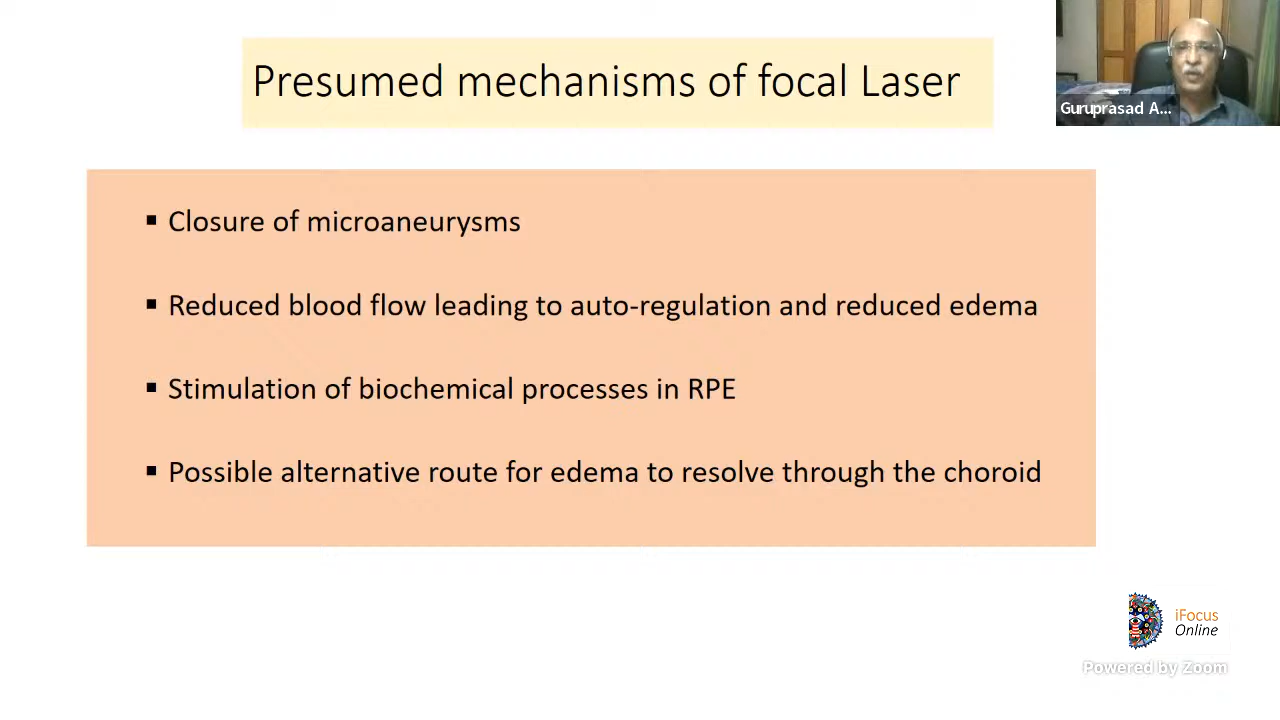 Presumed mechanisms of focal Laser
Guruprasad A...
▪ Closure of microaneurysms
▪ Reduced blood flow leading to auto-regulation and reduced edema
▪ Stimulation of biochemical processes in RPE
▪ Possible alternative route for edema to resolve through the choroid
iFocus
Online
Powered by Zoom